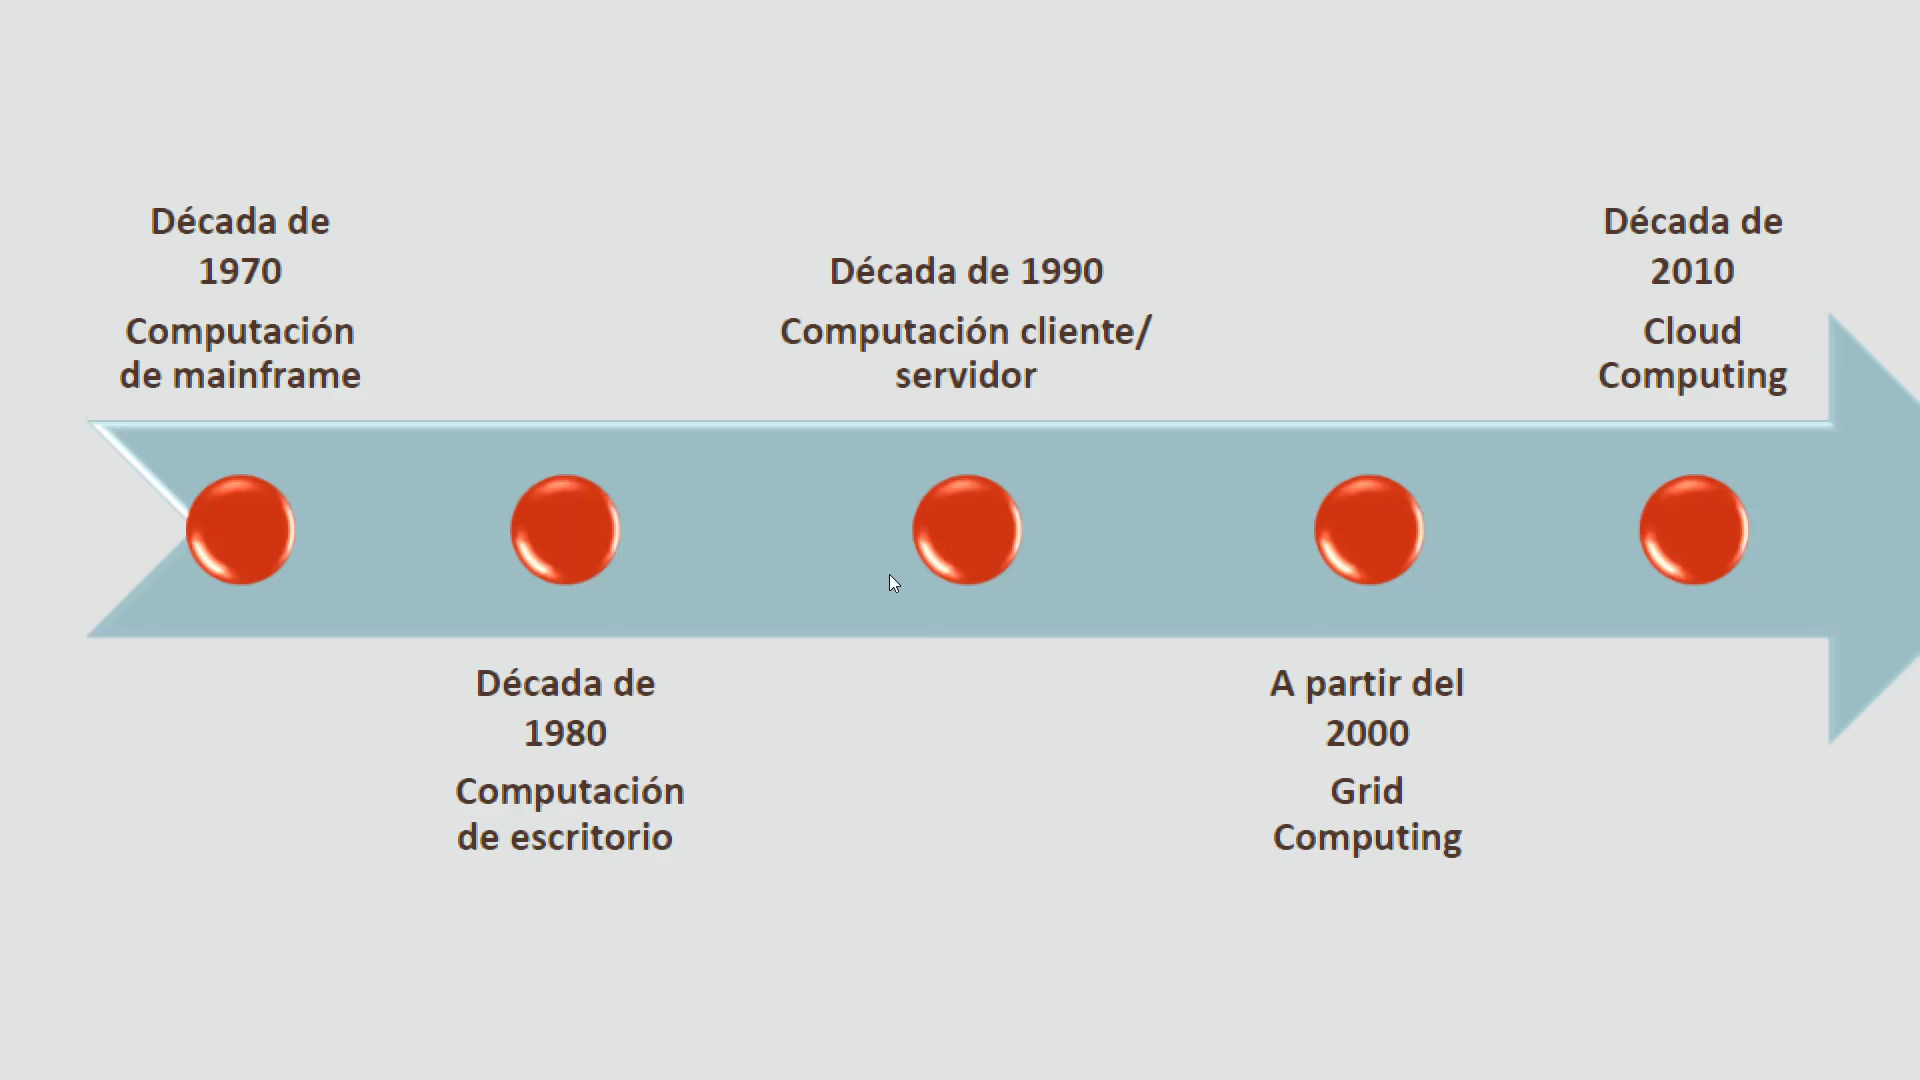 Década de
1970
Computación
de mainframe
Década de
1980
Computación
de escritorio
Década de 1990
Computación cliente/
servidor
A partir del
2000
Grid
Computing
Década de
2010
Cloud
Computing